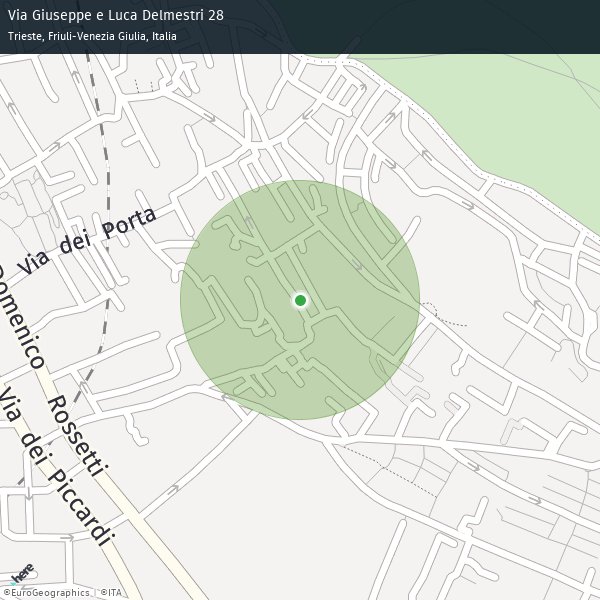 Via Giuseppe e Luca Delmestri 28
Trieste, Friuli-Venezia Giulia, Italia
Via dei Porta
Domenico Rossetti
Via dei Piccardi
here
©EuroGeographics | ©ITA